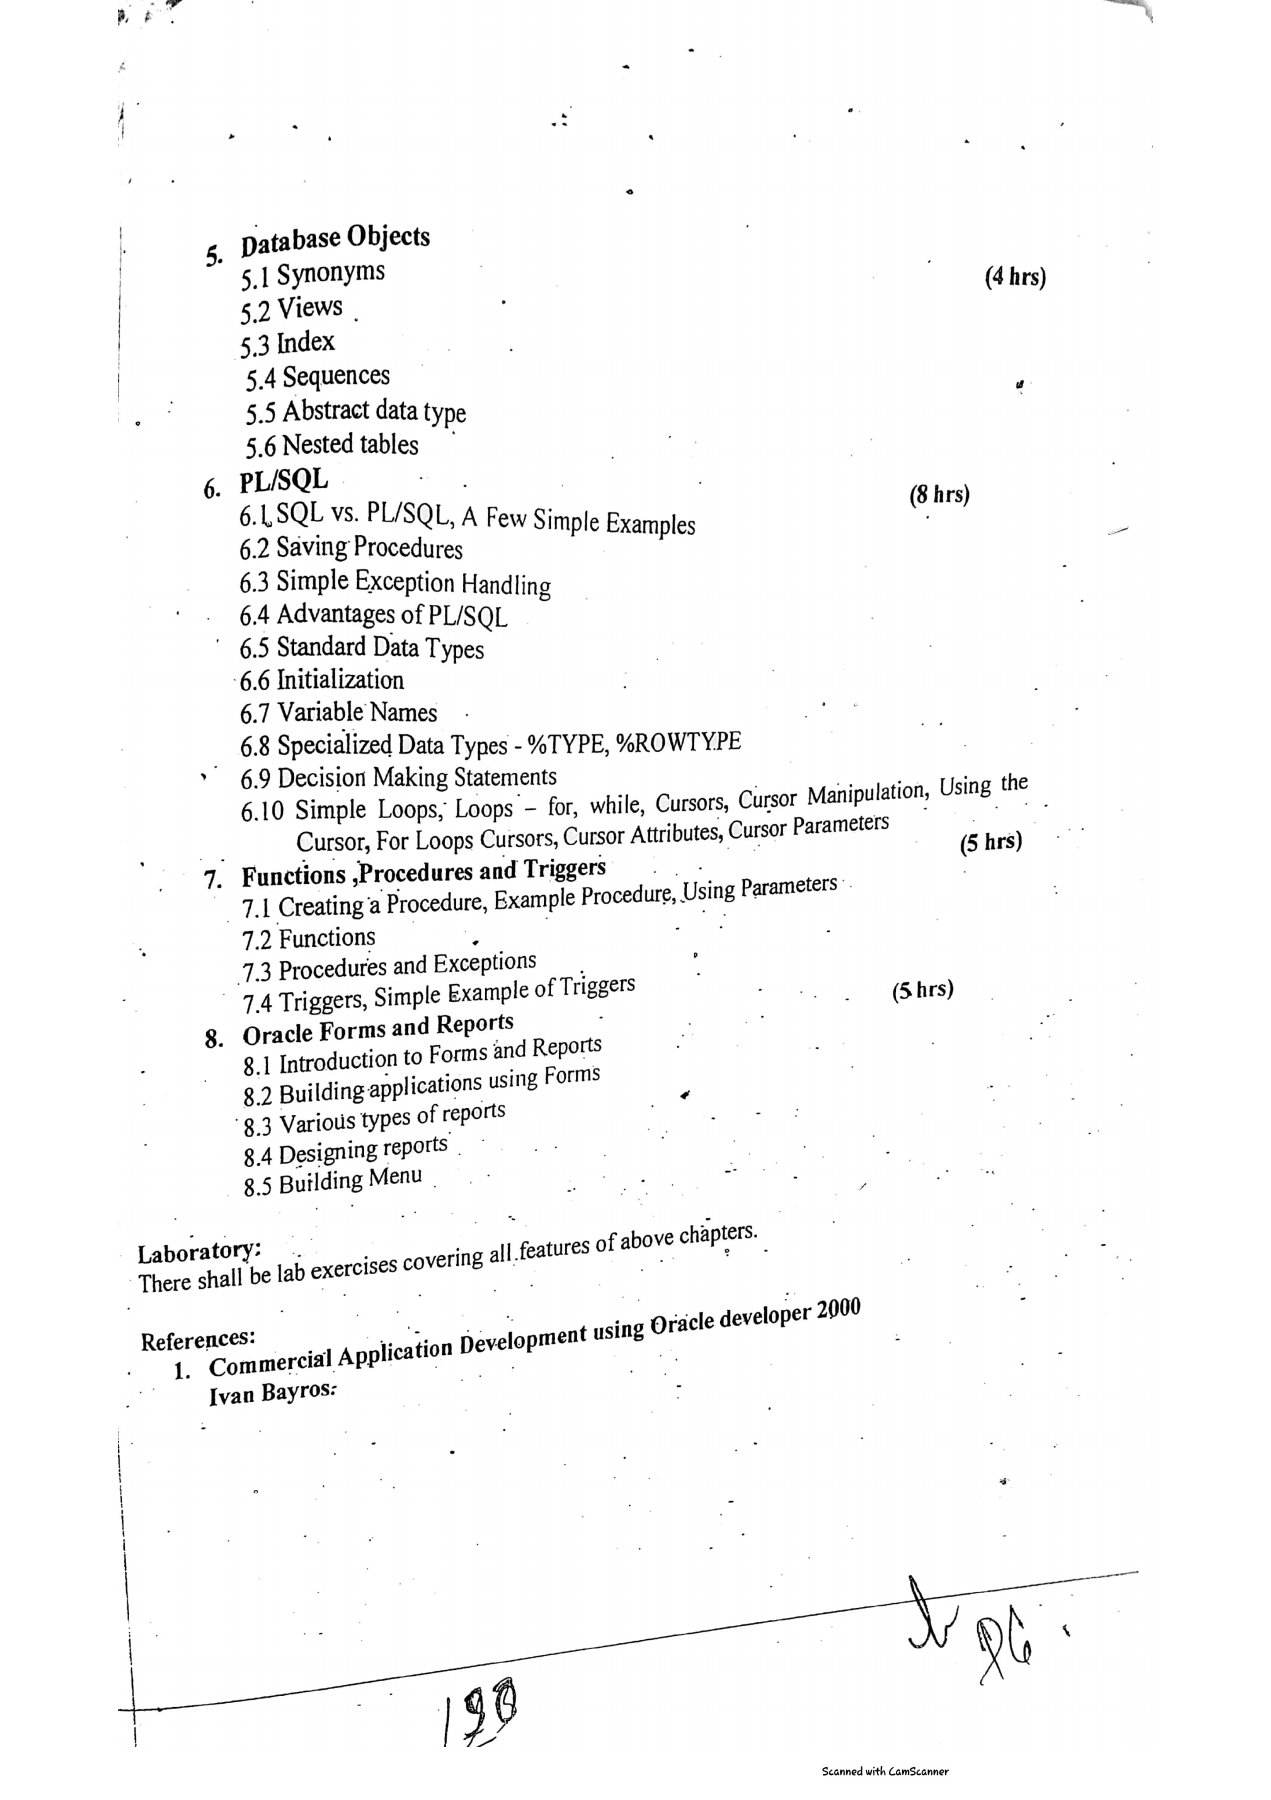 5. Database Objects
5.1 Synonyms (4 hrs)
5.2 Views
5.3 Index
5.4 Sequences
5.5 Abstract data type
5.6 Nested tables
6. PL/SQL (8 hrs)
6.1 SQL vs. PL/SQL, A Few Simple Examples
6.2 Saving Procedures
6.3 Simple Exception Handling
6.4 Advantages of PL/SQL
6.5 Standard Data Types
6.6 Initialization
6.7 Variable Names
6.8 Specialized Data Types - %TYPE, %ROWTYPE
6.9 Decision Making Statements
6.10 Simple Loops, Loops – for, while, Cursors, Cursor Manipulation, Using the
Cursor, For Loops Cursors, Cursor Attributes, Cursor Parameters
7. Functions ,Procedures and Triggers (5 hrs)
7.1 Creating a Procedure, Example Procedure, Using Parameters
7.2 Functions
7.3 Procedures and Exceptions
7.4 Triggers, Simple Example of Triggers
8. Oracle Forms and Reports (5 hrs)
8.1 Introduction to Forms and Reports
8.2 Building applications using Forms
8.3 Various types of reports
8.4 Designing reports
8.5 Building Menu
Laboratory:
There shall be lab exercises covering all features of above chapters.
References:
1. Commercial Application Development using Oracle developer 2000
Ivan Bayros:
Scanned with CamScanner